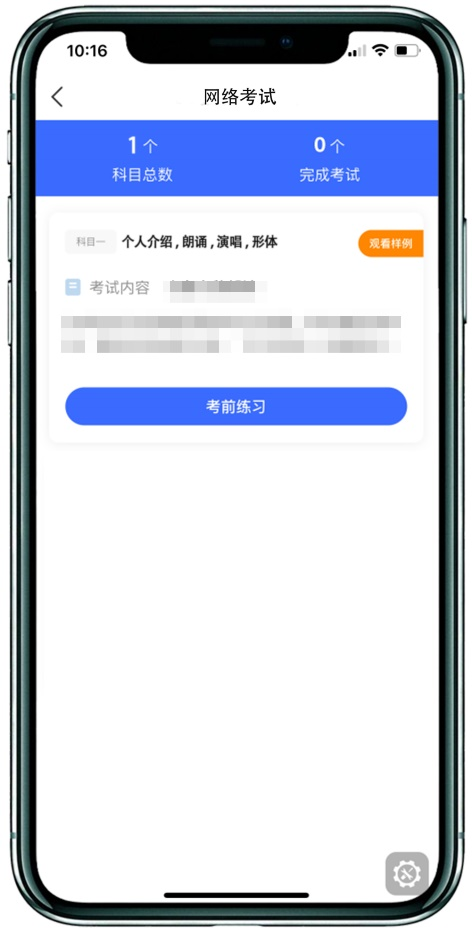 10:16
网络考试
1个 0个
科目总数 完成考试
科目一 个人介绍,朗诵,演唱,形体 观看样例
考试内容
考前练习